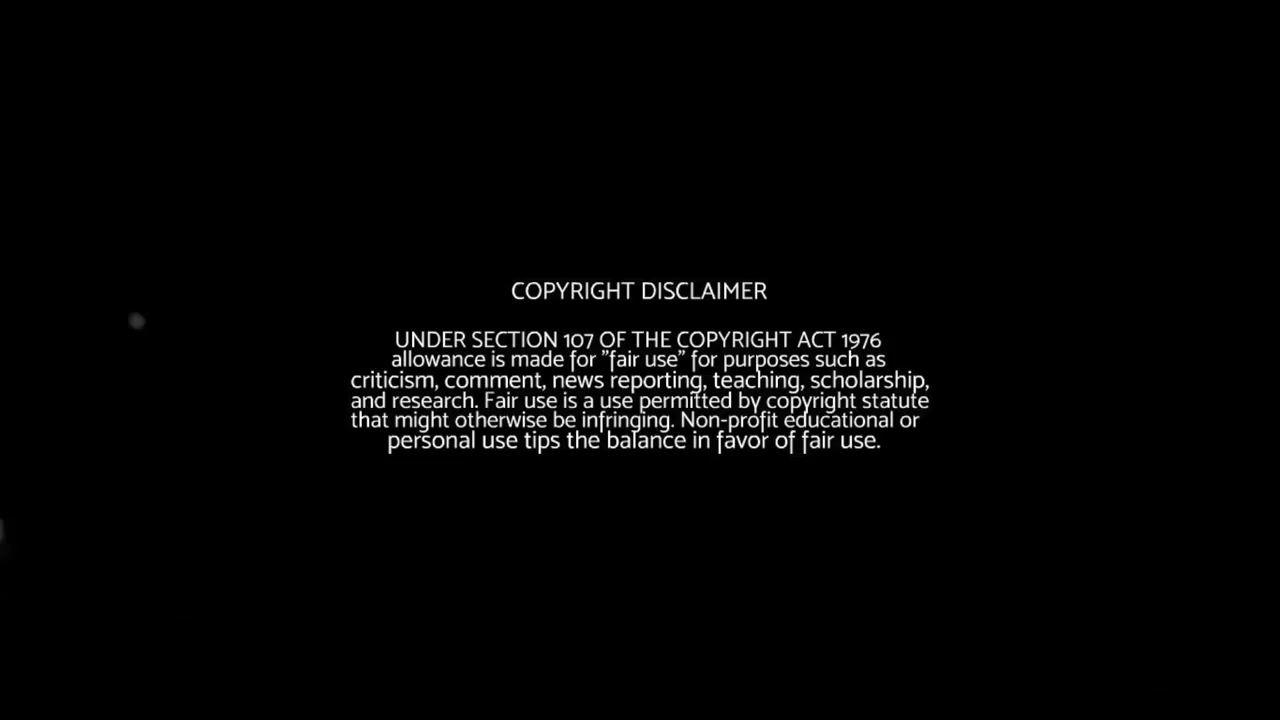 COPYRIGHT DISCLAIMER
UNDER SECTION 107 OF THE COPYRIGHT ACT 1976
allowance is made for "fair use" for purposes such as
criticism, comment, news reporting, teaching, scholarship,
and research. Fair use is a use permitted by copyright statute
that might otherwise be infringing. Non-profit educational or
personal use tips the balance in favor of fair use.